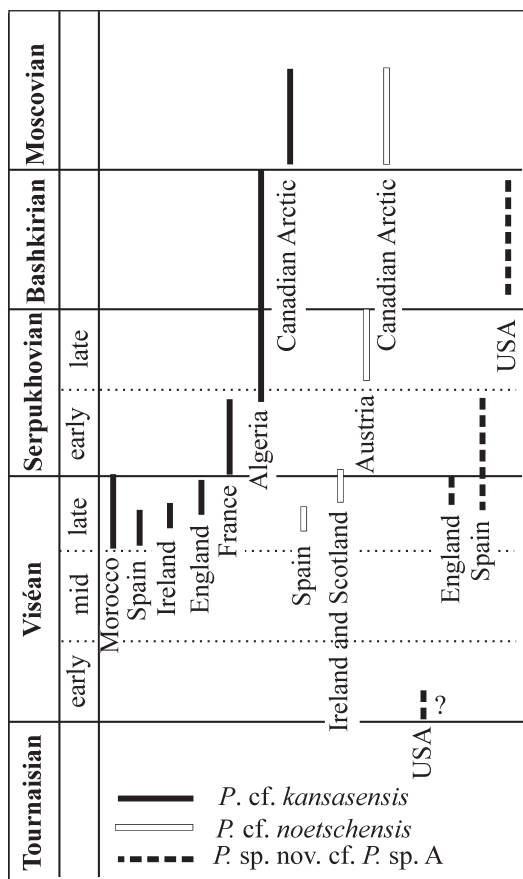 Moscovian
Bashkirian
Serpukhovian
late
early
Viséan
late
mid
early
Tournaisian
Morocco
Spain
Ireland
England
France
Algeria
Canadian Arctic
Spain
Ireland and Scotland
Austria
Canadian Arctic
USA
?
England
Spain
USA
P. cf. kansasensis
P. cf. noetschensis
P. sp. nov. cf. P. sp. A